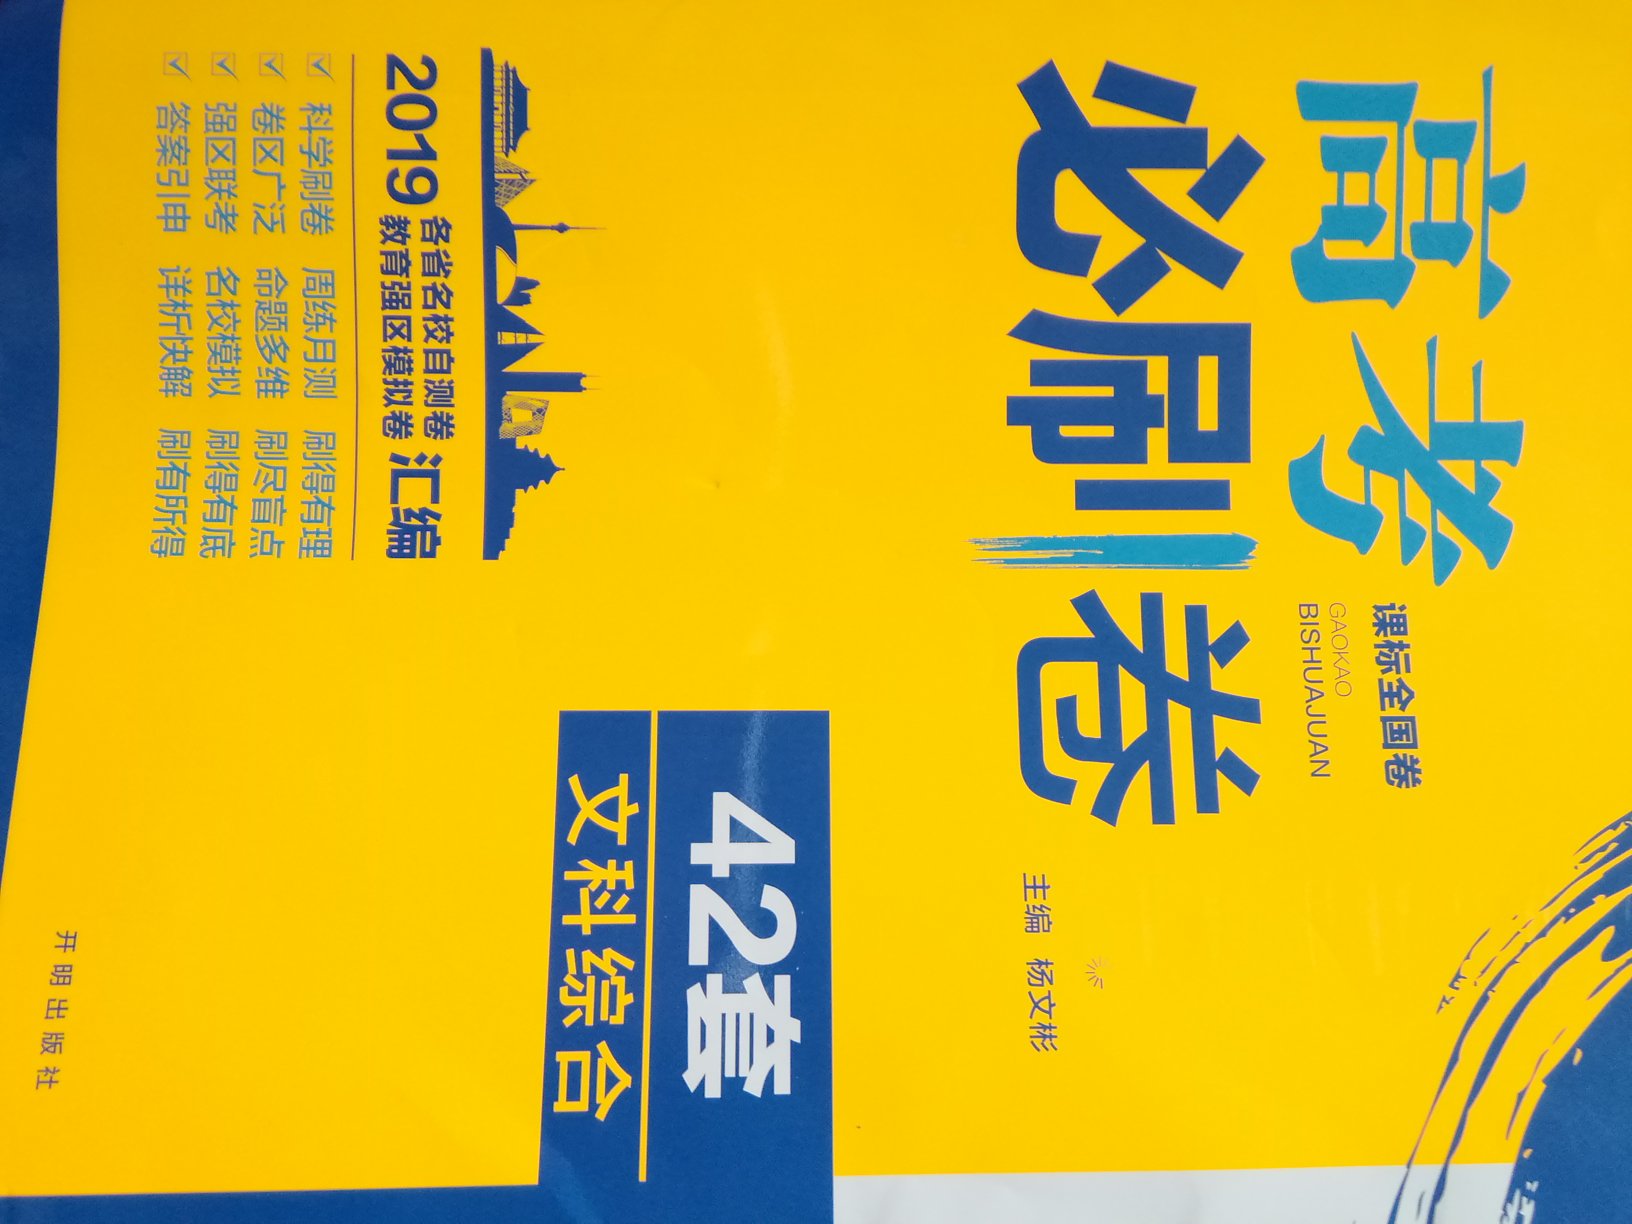 高考
课标全国卷
GAOKAO
BISHUAJUAN
必刷卷
主编 杨文彬
42套
文科综合
2019 各省名校自测卷
教育强区模拟卷 汇编
科学刷卷 周练月测 刷得有理
卷区广泛 命题多维 刷尽盲点
强区联考 名校模拟 刷得有底
答案引申 详析快解 刷有所得
开明出版社